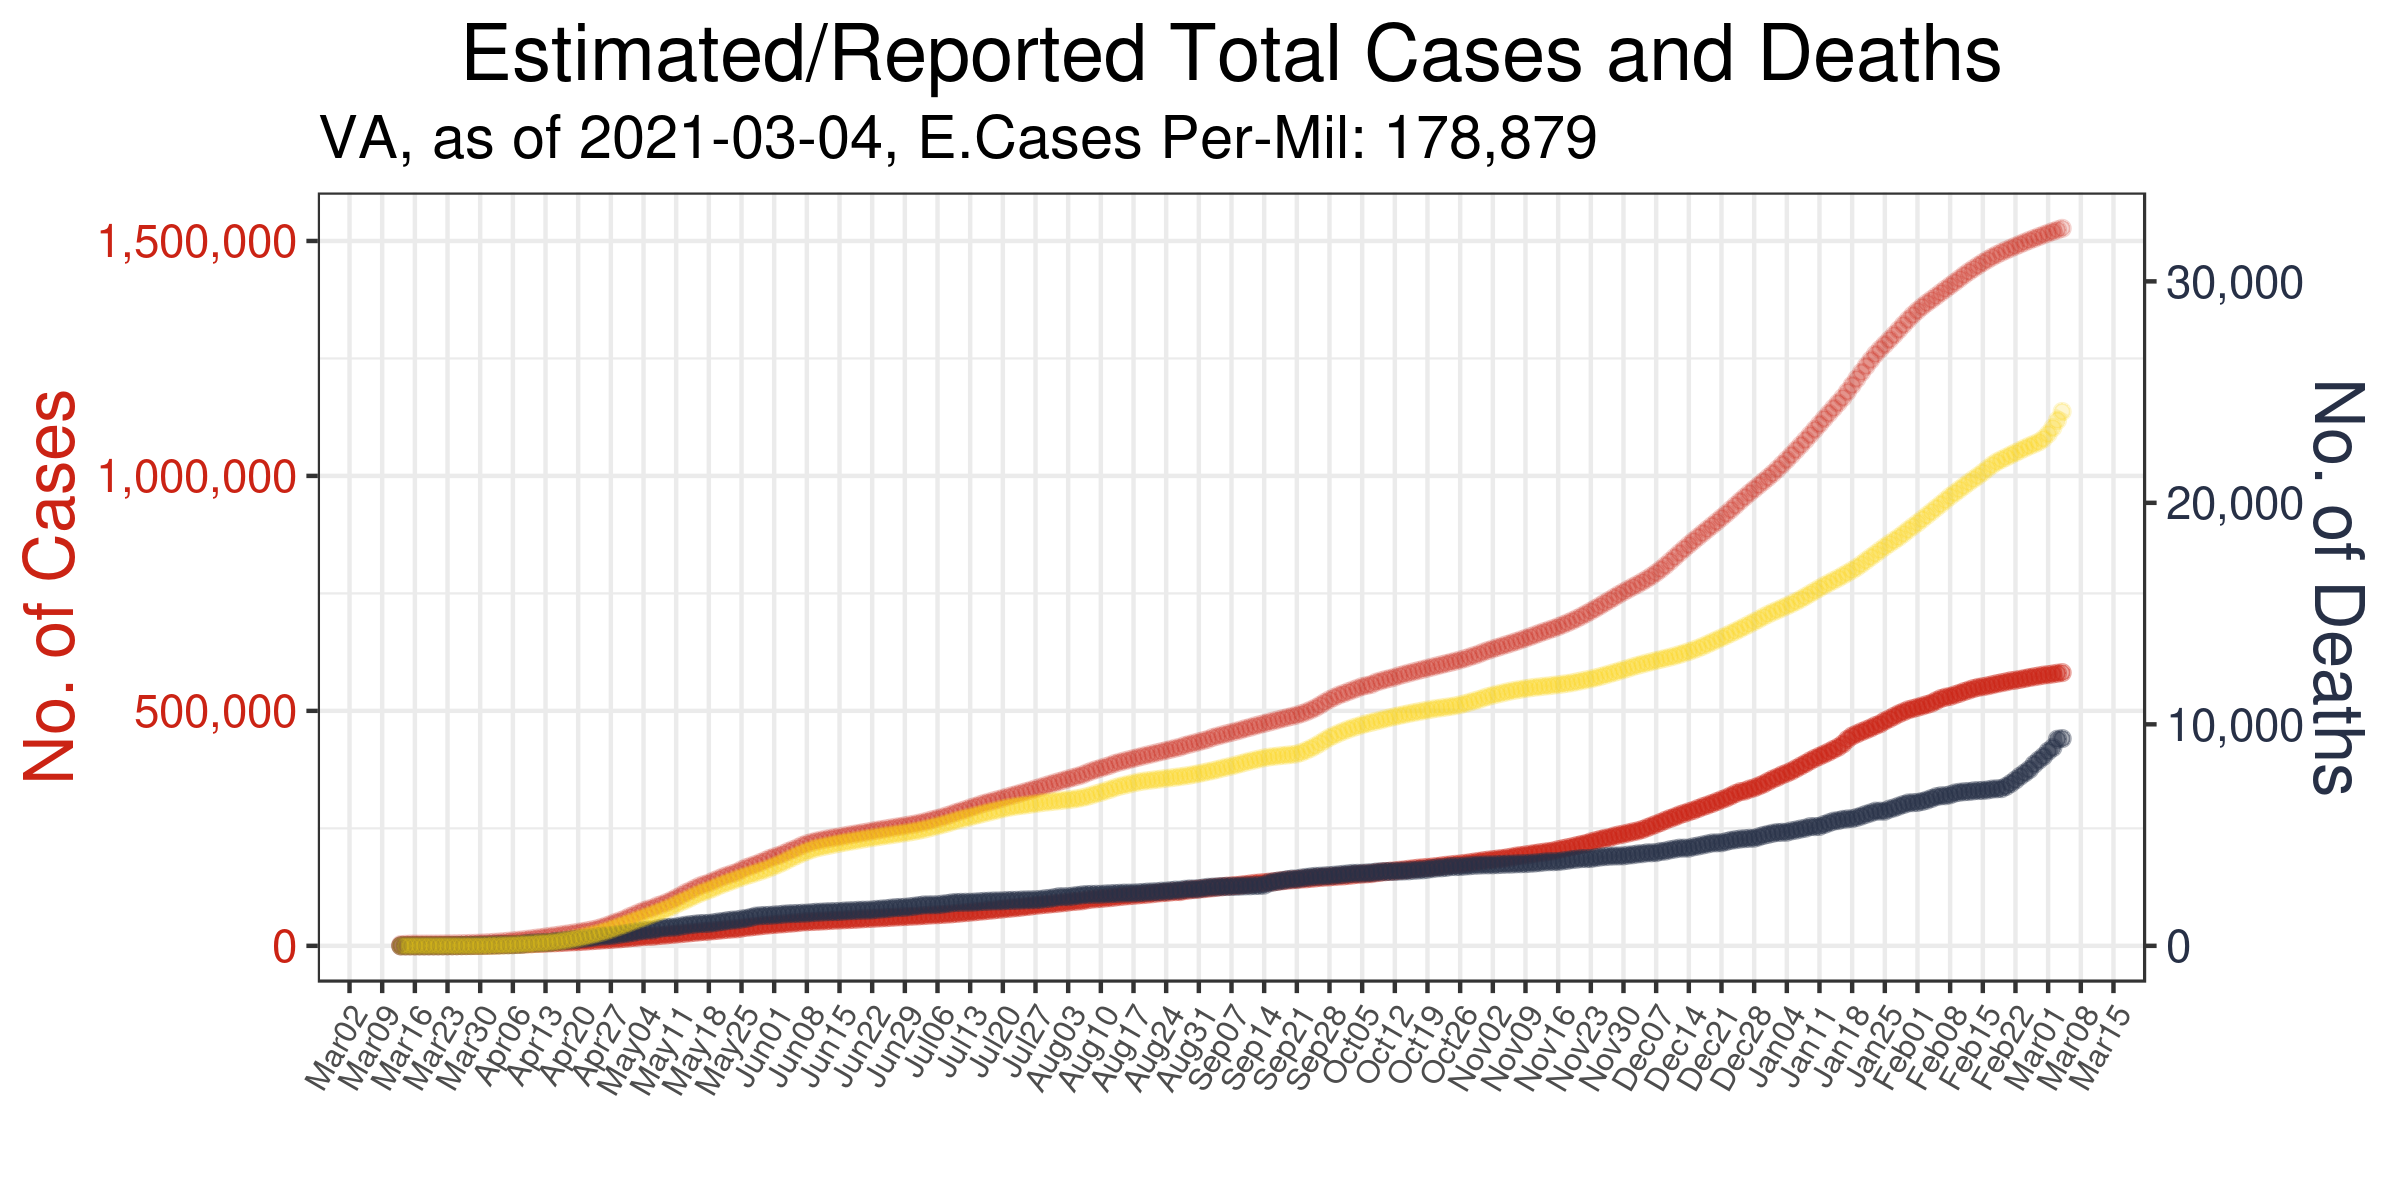 Estimated/Reported Total Cases and Deaths
VA, as of 2021-03-04, E.Cases Per-Mil: 178,879
No. of Cases
1,500,000
1,000,000
500,000
0
30,000
20,000
10,000
0
No. of Deaths
Mar02
Mar09
Mar16
Mar23
Mar30
Apr06
Apr13
Apr20
Apr27
May04
May11
May18
May25
Jun01
Jun08
Jun15
Jun22
Jun29
Jul06
Jul13
Jul20
Jul27
Aug03
Aug10
Aug17
Aug24
Aug31
Sep07
Sep14
Sep21
Sep28
Oct05
Oct12
Oct19
Oct26
Nov02
Nov09
Nov16
Nov23
Nov30
Dec07
Dec14
Dec21
Dec28
Jan04
Jan11
Jan18
Jan25
Feb01
Feb08
Feb15
Feb22
Mar01
Mar08
Mar15